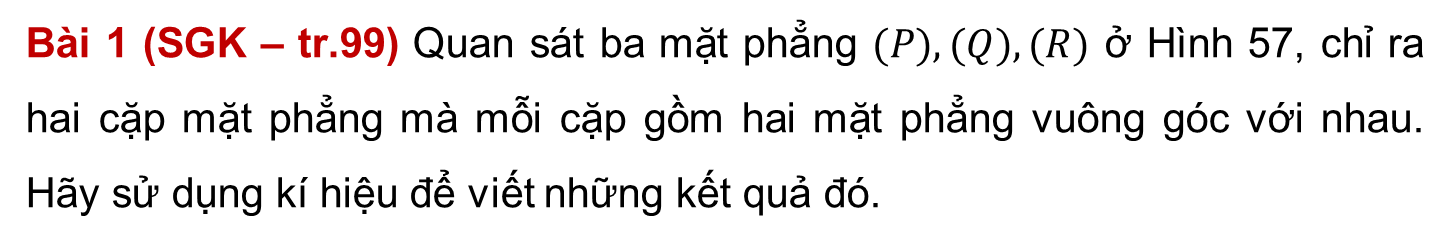 Bài 1 (SGK – tr.99) Quan sát ba mặt phẳng (P), (Q), (R) ở Hình 57, chỉ ra
hai cặp mặt phẳng mà mỗi cặp gồm hai mặt phẳng vuông góc với nhau.
Hãy sử dụng kí hiệu để viết những kết quả đó.